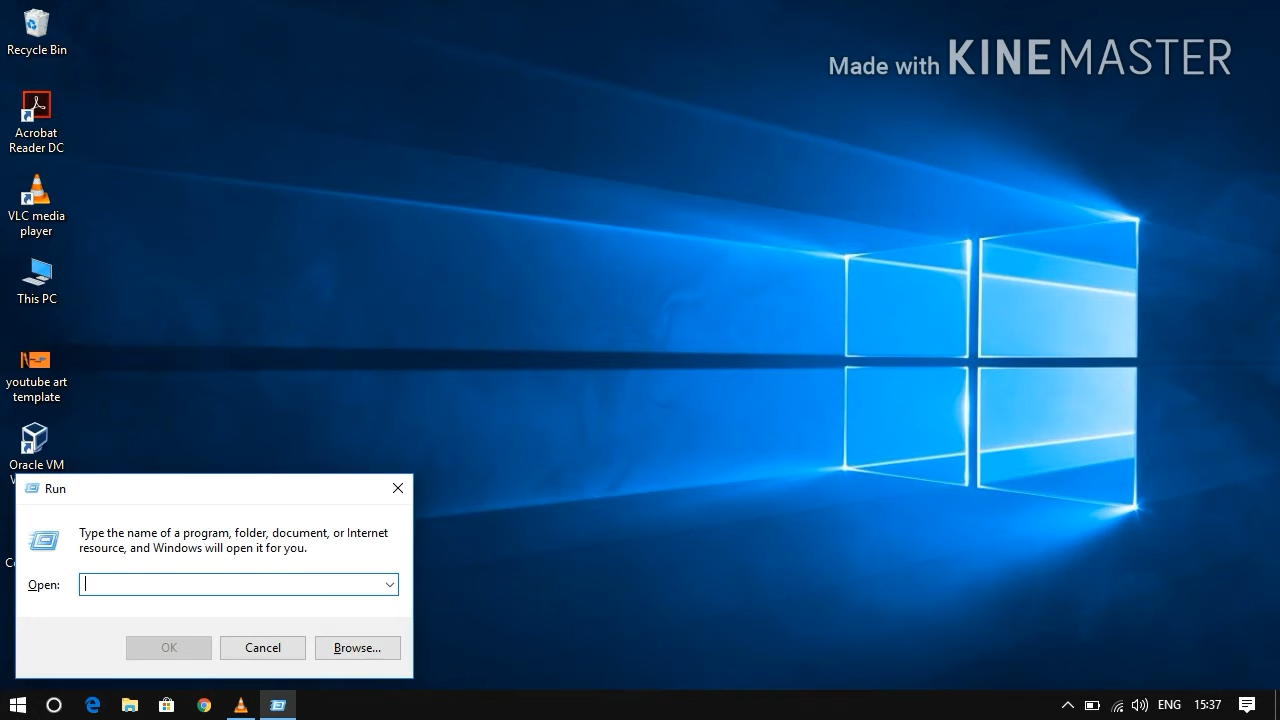 Recycle Bin
Made with KINEMASTER
Acrobat
Reader DC
VLC media
player
This PC
youtube art
template
Oracle VM
Run
Type the name of a program, folder, document, or Internet
resource, and Windows will open it for you.
Open:
OK Cancel Browse...
ENG 15:37